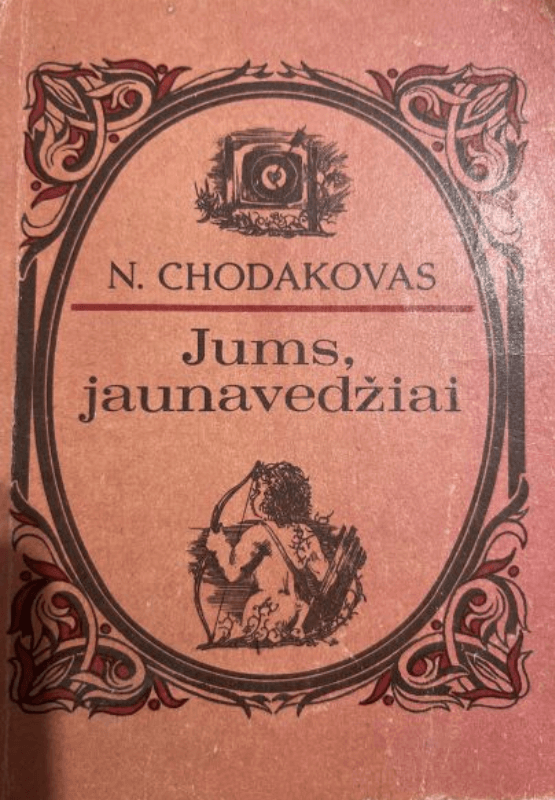 N. CHODAKOVAS
Jums,
jaunavedžiai